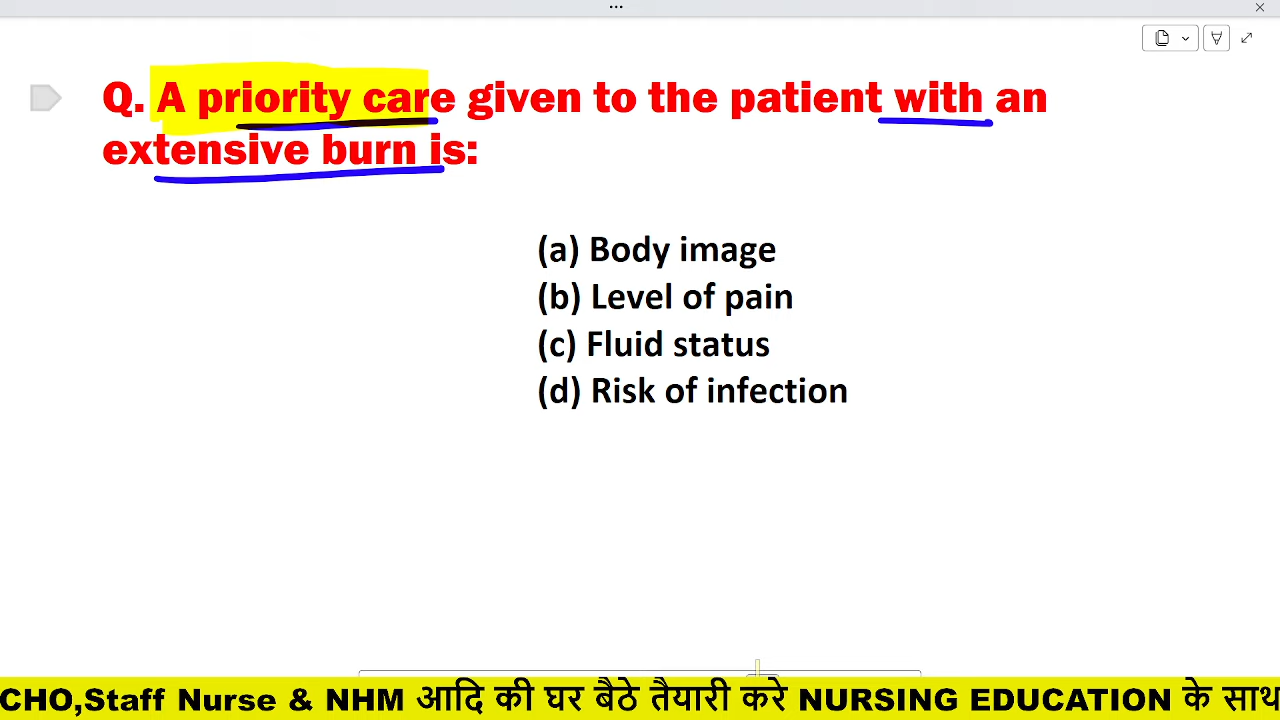 Q. A priority care given to the patient with an
extensive burn is:
(a) Body image
(b) Level of pain
(c) Fluid status
(d) Risk of infection
CHO,Staff Nurse & NHM आदि की घर बैठे तैयारी करे NURSING EDUCATION के साथ